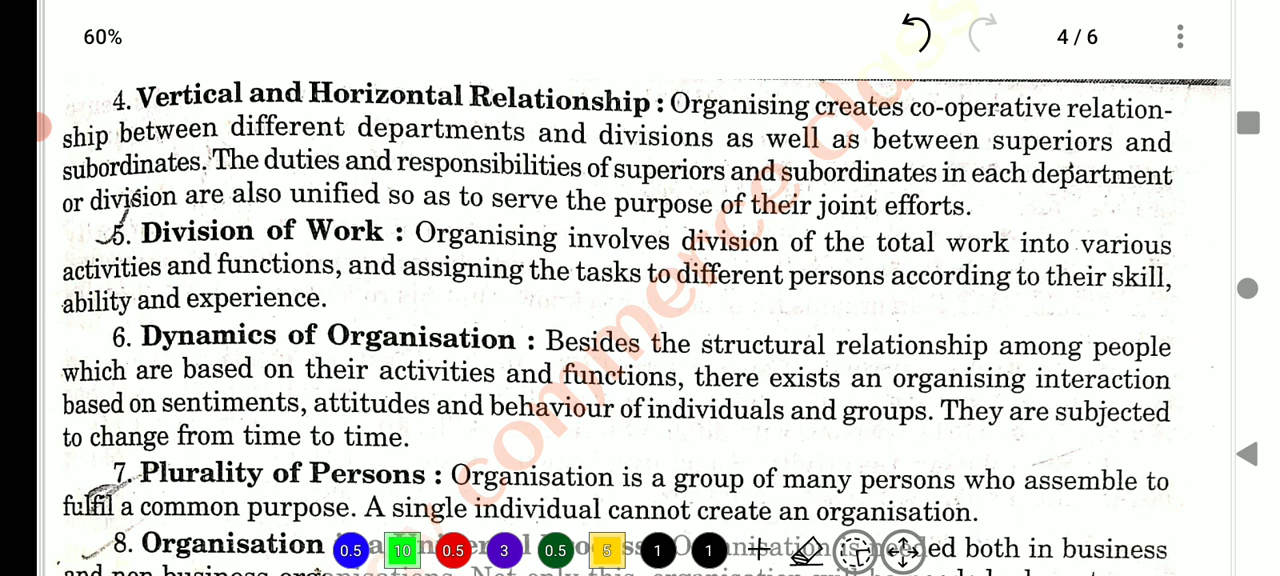 60%
4 / 6
4. Vertical and Horizontal Relationship : Organising creates co-operative relation-
ship between different departments and divisions as well as between superiors and
subordinates. The duties and responsibilities of superiors and subordinates in each department
or division are also unified so as to serve the purpose of their joint efforts.
5. Division of Work : Organising involves division of the total work into various
activities and functions, and assigning the tasks to different persons according to their skill,
ability and experience.
6. Dynamics of Organisation : Besides the structural relationship among people
which are based on their activities and functions, there exists an organising interaction
based on sentiments, attitudes and behaviour of individuals and groups. They are subjected
to change from time to time.
7. Plurality of Persons : Organisation is a group of many persons who assemble to
fulfil a common purpose. A single individual cannot create an organisation.
8. Organisation both in business
0.5 10 0.5 3 0.5 5 1 1
commerce class